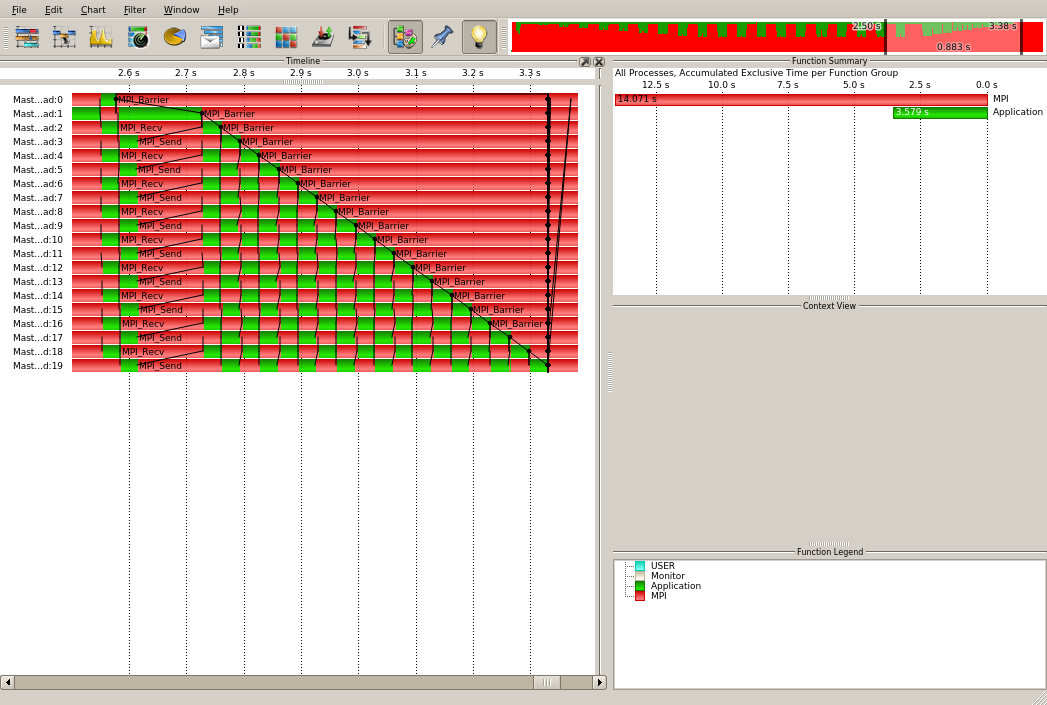 File Edit Chart Filter Window Help
2.50 s 3.38 s
0.883 s
Timeline
2.6 s 2.7 s 2.8 s 2.9 s 3.0 s 3.1 s 3.2 s 3.3 s
Mast...ad:0 MPI_Barrier
Mast...ad:1 MPI_Barrier
Mast...ad:2 MPI_Recv MPI_Barrier
Mast...ad:3 MPI_Send MPI_Barrier
Mast...ad:4 MPI_Recv MPI_Barrier
Mast...ad:5 MPI_Send MPI_Barrier
Mast...ad:6 MPI_Recv MPI_Barrier
Mast...ad:7 MPI_Send MPI_Barrier
Mast...ad:8 MPI_Recv MPI_Barrier
Mast...ad:9 MPI_Send MPI_Barrier
Mast...d:10 MPI_Recv MPI_Barrier
Mast...d:11 MPI_Send MPI_Barrier
Mast...d:12 MPI_Recv MPI_Barrier
Mast...d:13 MPI_Send MPI_Barrier
Mast...d:14 MPI_Recv MPI_Barrier
Mast...d:15 MPI_Send MPI_Barrier
Mast...d:16 MPI_Recv MPI_Barrier
Mast...d:17 MPI_Send
Mast...d:18 MPI_Recv
Mast...d:19 MPI_Send
Function Summary
All Processes, Accumulated Exclusive Time per Function Group
12.5 s 10.0 s 7.5 s 5.0 s 2.5 s 0.0 s
14.071 s MPI
3.579 s Application
Context View
Function Legend
USER
Monitor
Application
MPI